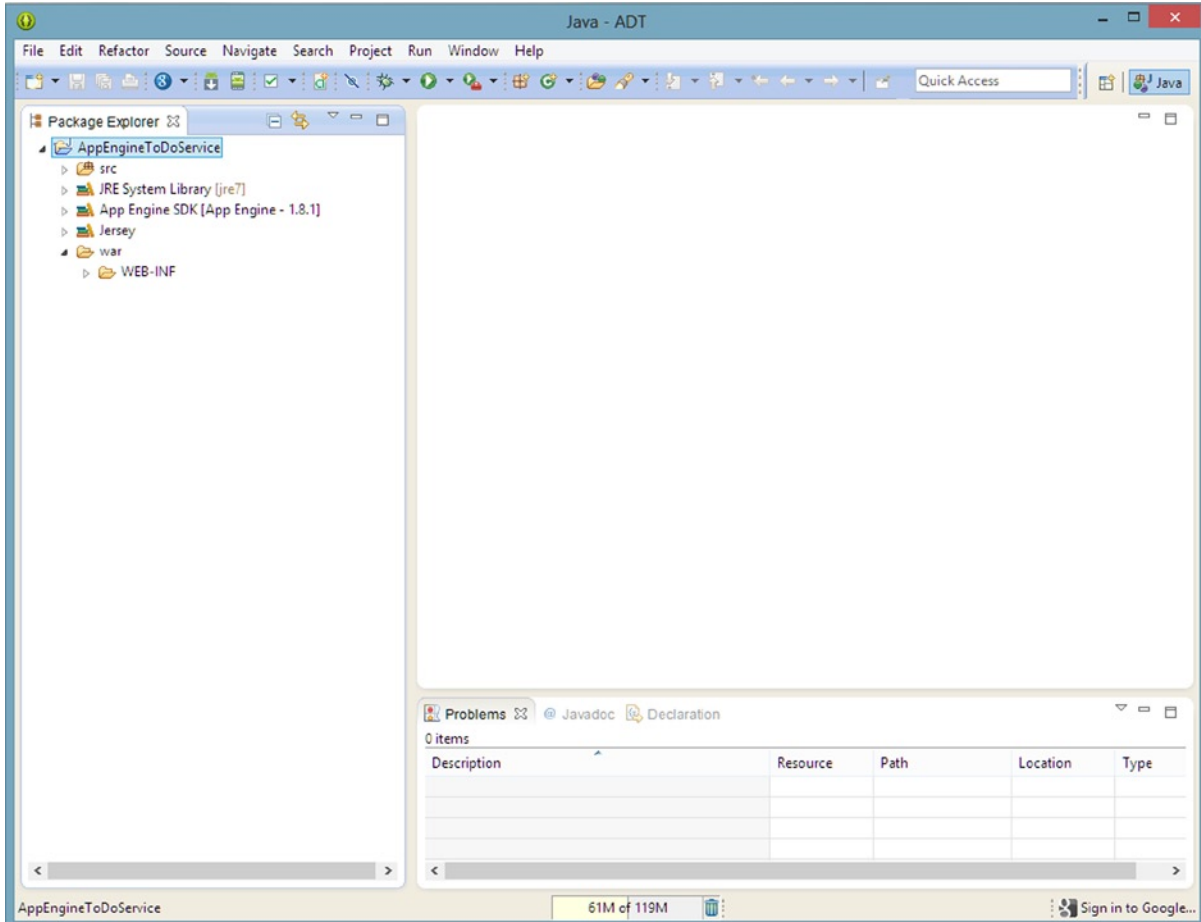 Java - ADT
File Edit Refactor Source Navigate Search Project Run Window Help
Quick Access
Java
Package Explorer
AppEngineToDoService
src
JRE System Library [jre7]
App Engine SDK [App Engine - 1.8.1]
Jersey
war
WEB-INF
Problems @ Javadoc Declaration
0 items
Description Resource Path Location Type
AppEngineToDoService 61M of 119M Sign in to Google...